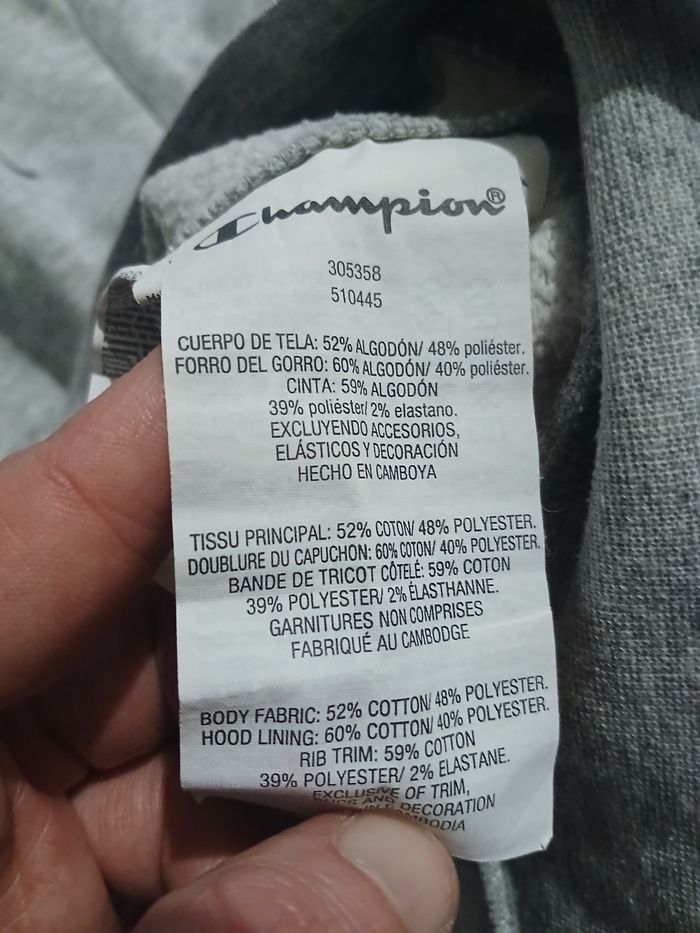 Champion®
305358
510445
CUERPO DE TELA: 52% ALGODÓN/ 48% poliéster.
FORRO DEL GORRO: 60% ALGODÓN/ 40% poliéster.
CINTA: 59% ALGODÓN
39% poliéster/ 2% elastano.
EXCLUYENDO ACCESORIOS,
ELÁSTICOS Y DECORACIÓN
HECHO EN CAMBOYA
TISSU PRINCIPAL: 52% COTON/ 48% POLYESTER.
DOUBLURE DU CAPUCHON: 60% COTON/ 40% POLYESTER.
BANDE DE TRICOT CÔTELÉ: 59% COTON
39% POLYESTER/ 2% ÉLASTHANNE.
GARNITURES NON COMPRISES
FABRIQUÉ AU CAMBODGE
BODY FABRIC: 52% COTTON/ 48% POLYESTER.
HOOD LINING: 60% COTTON/ 40% POLYESTER.
RIB TRIM: 59% COTTON
39% POLYESTER/ 2% ELASTANE.
EXCLUSIVE OF TRIM,
AND DECORATION